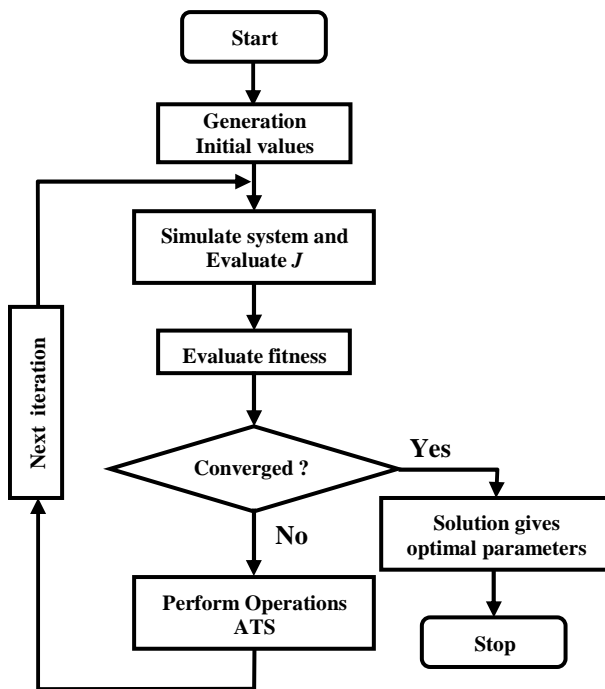 Start
Generation
Initial values
Simulate system and
Evaluate J
Evaluate fitness
Next iteration
Converged ?
Yes
No
Solution gives
optimal parameters
Perform Operations
ATS
Stop